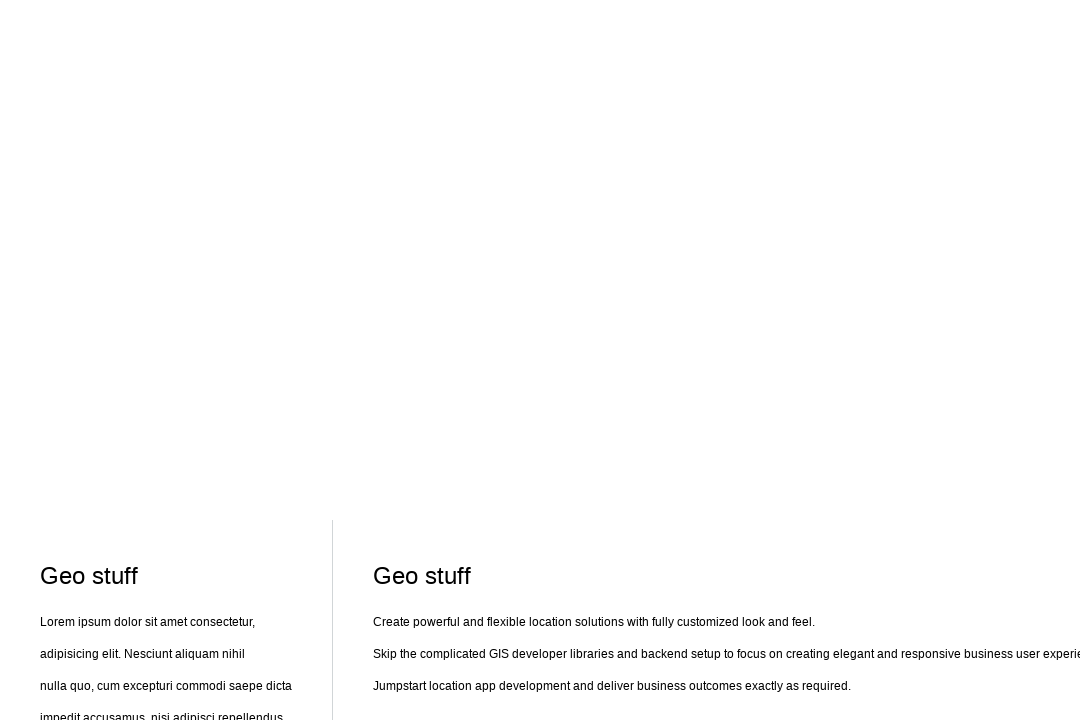 Geo stuff
Lorem ipsum dolor sit amet consectetur,
adipisicing elit. Nesciunt aliquam nihil
nulla quo, cum excepturi commodi saepe dicta
impedit accusamus, nisi adipisci repellendus
Geo stuff
Create powerful and flexible location solutions with fully customized look and feel.
Skip the complicated GIS developer libraries and backend setup to focus on creating elegant and responsive business user
Jumpstart location app development and deliver business outcomes exactly as required.